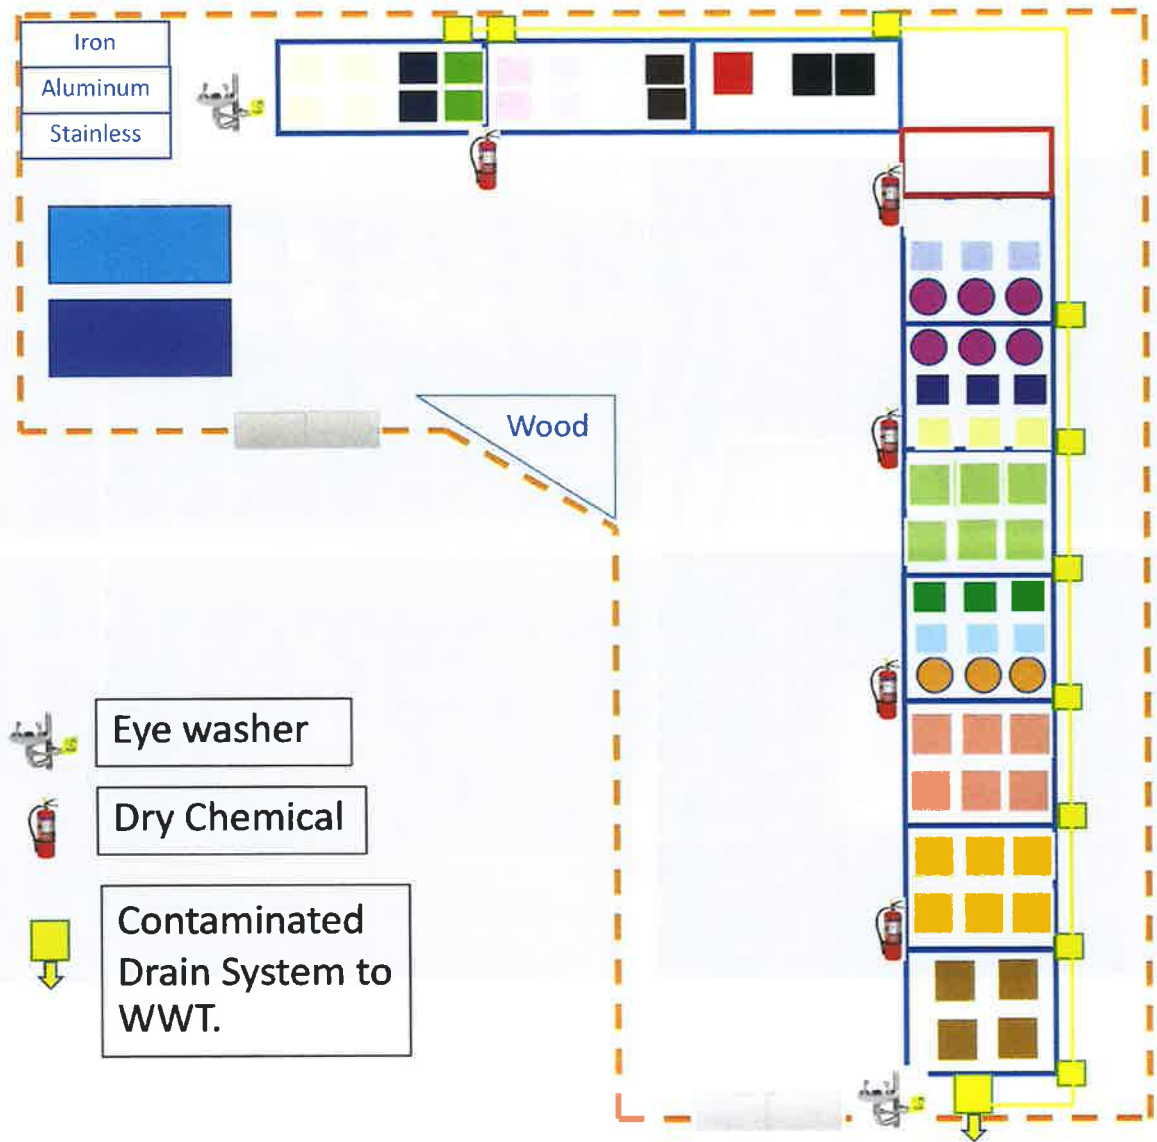 Iron
Aluminum
Stainless
Wood
Eye washer
Dry Chemical
Contaminated
Drain System to
WWT.